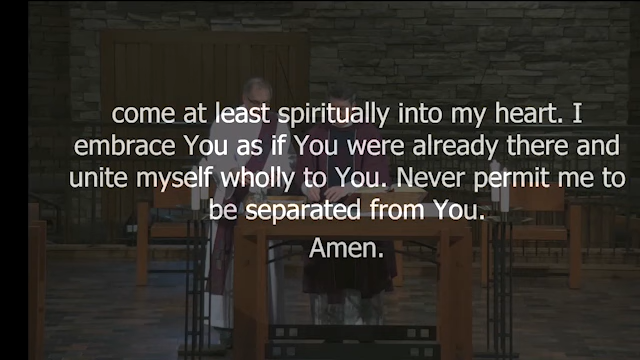 come at least spiritually into my heart. I
embrace You as if You were already there and
unite myself wholly to You. Never permit me to
be separated from You.
Amen.